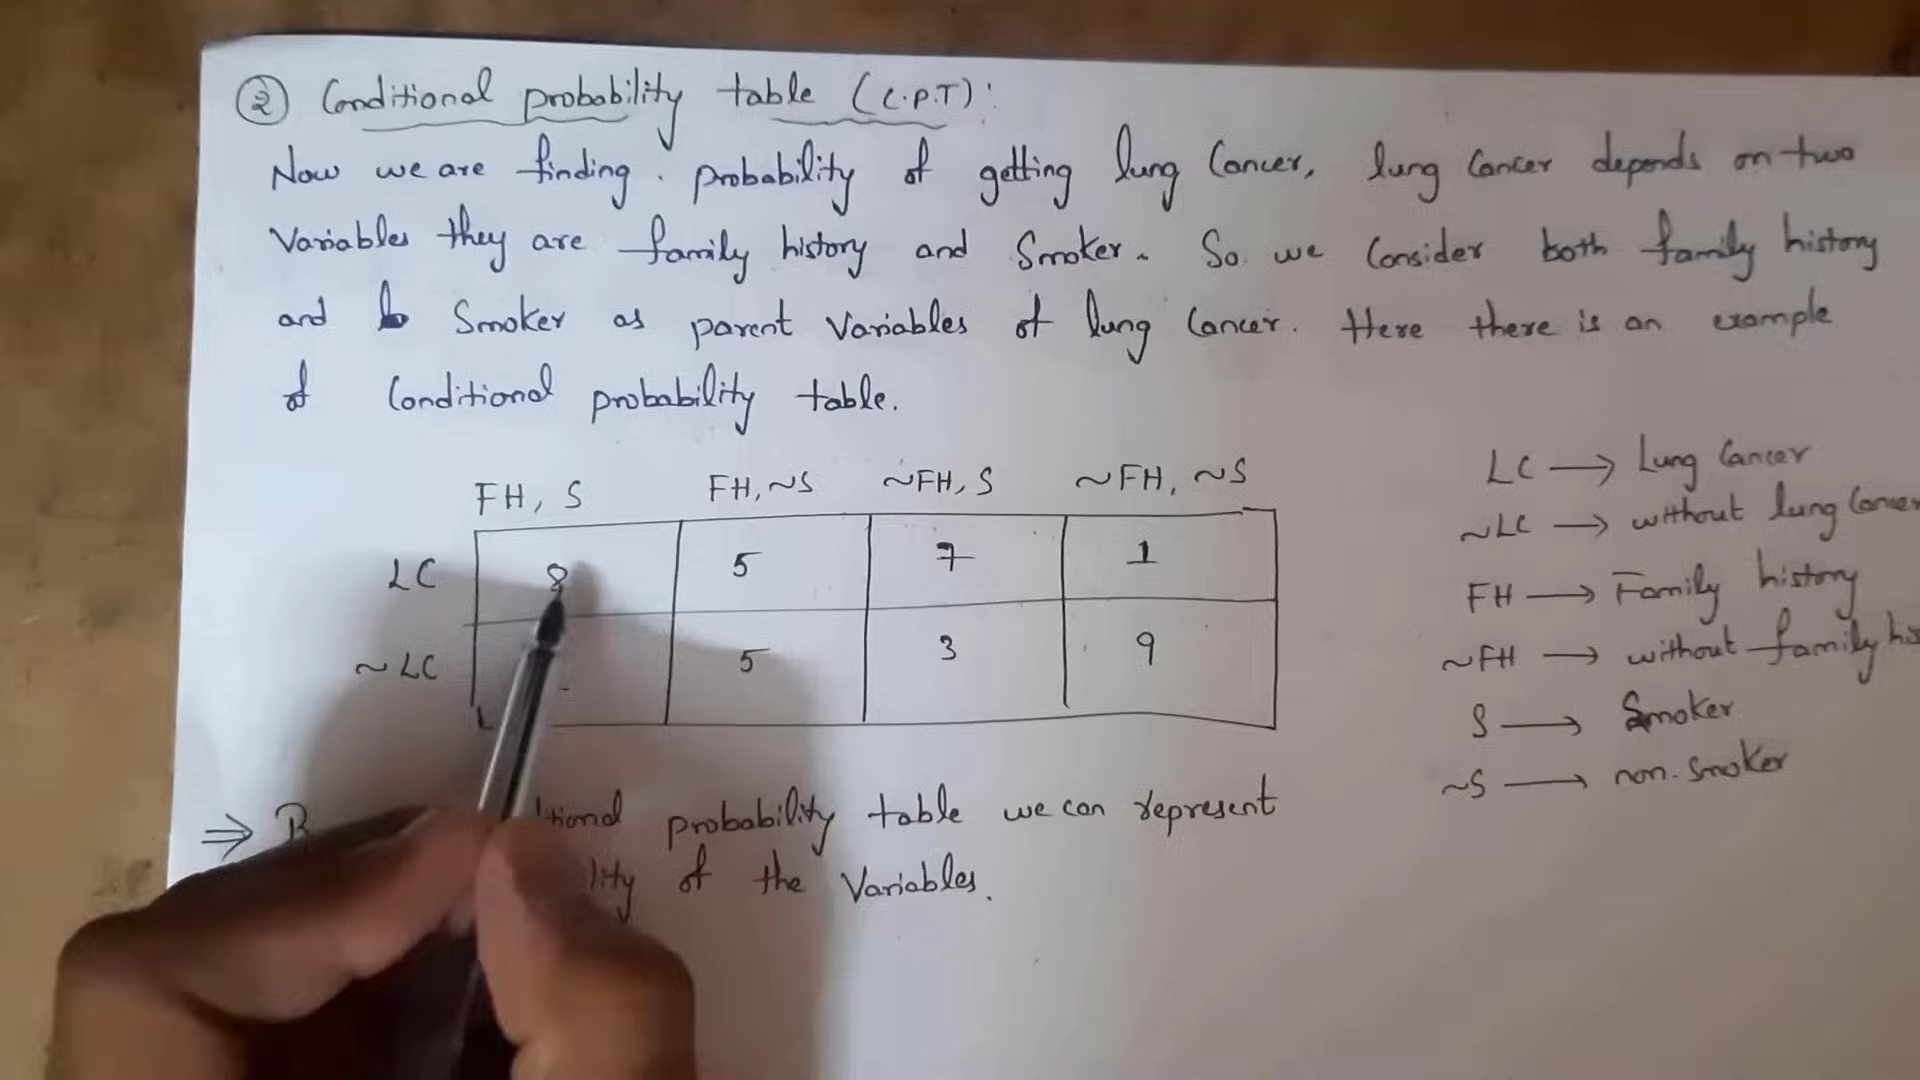 ② Conditional probability table (C.P.T):
Now we are finding. probability of getting lung Cancer, lung Cancer depends on two
Variables they are family history and Smoker. So we Consider both family history
and Smoker as parent Variables of lung Cancer. Here there is an example
of Conditional probability table.
FH, S FH, ~S ~FH, S ~FH, ~S
LC 8 5 7 1
~LC 5 3 9
LC → Lung Cancer
~LC → without lung Cancer
FH → Family history
~FH → without family
S → Smoker
~S → non-smoker
⇒ probability table we can represent
of the Variables.